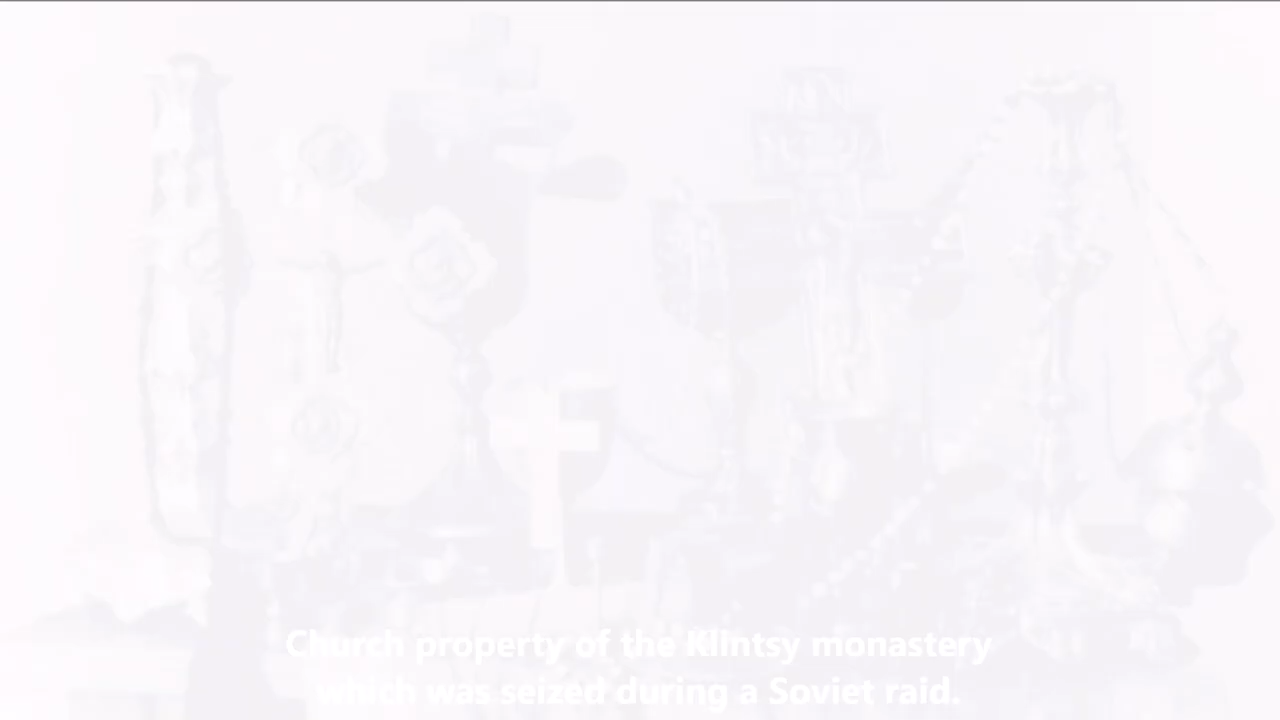 Church property of the Klintsy monastery
which was seized during a Soviet raid.